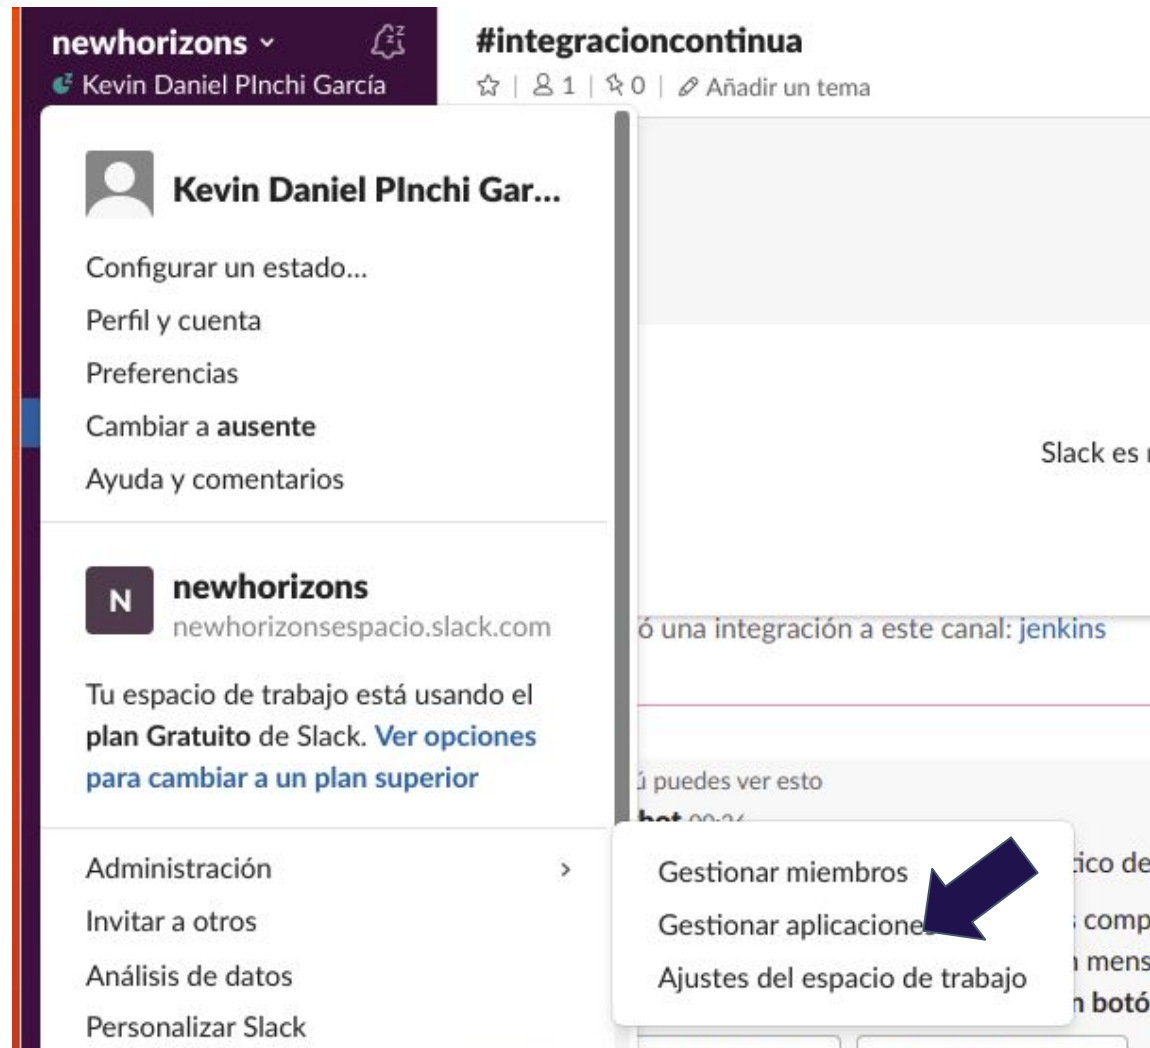 newhorizons
Kevin Daniel PInchi García
#integracioncontinua
1 | 0 | Añadir un tema
Kevin Daniel PInchi Gar...
Configurar un estado...
Perfil y cuenta
Preferencias
Cambiar a ausente
Ayuda y comentarios
Slack es
N
newhorizons
newhorizonsespacio.slack.com
ó una integración a este canal: jenkins
Tu espacio de trabajo está usando el
plan Gratuito de Slack. Ver opciones
para cambiar a un plan superior
puedes ver esto
Administración
Invitar a otros
Análisis de datos
Personalizar Slack
Gestionar miembros
Gestionar aplicaciones
Ajustes del espacio de trabajo